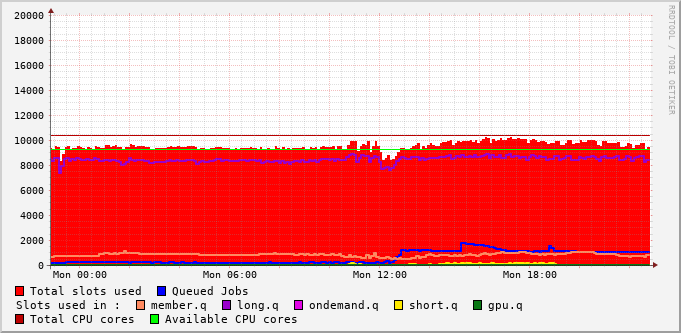 RRDTOOL / TOBI OETIKER
20000
18000
16000
14000
12000
10000
8000
6000
4000
2000
0
Mon 00:00 Mon 06:00 Mon 12:00 Mon 18:00
Total slots used Queued Jobs
Slots used in : member.q long.q ondemand.q short.q gpu.q
Total CPU cores Available CPU cores